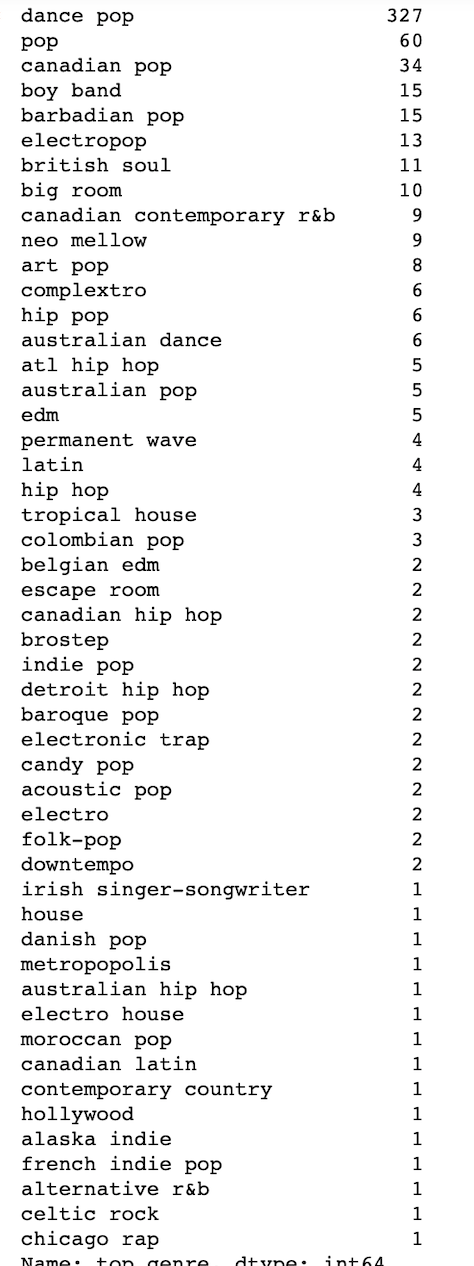 dance pop 327
pop 60
canadian pop 34
boy band 15
barbadian pop 15
electropop 13
british soul 11
big room 10
canadian contemporary r&b 9
neo mellow 9
art pop 8
complextro 6
hip pop 6
australian dance 6
atl hip hop 5
australian pop 5
edm 5
permanent wave 4
latin 4
hip hop 4
tropical house 3
colombian pop 3
belgian edm 2
escape room 2
canadian hip hop 2
brostep 2
indie pop 2
detroit hip hop 2
baroque pop 2
electronic trap 2
candy pop 2
acoustic pop 2
electro 2
folk-pop 2
downtempo 2
irish singer-songwriter 1
house 1
danish pop 1
metropopolis 1
australian hip hop 1
electro house 1
moroccan pop 1
canadian latin 1
contemporary country 1
hollywood 1
alaska indie 1
french indie pop 1
alternative r&b 1
celtic rock 1
chicago rap 1
Name: top genre, dtype: int64